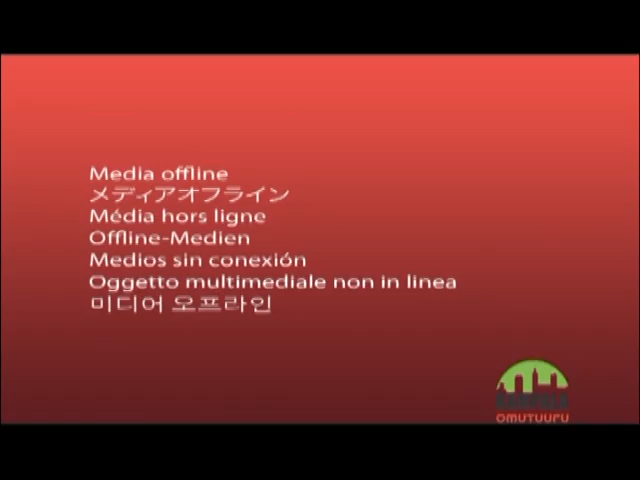 Media offline
メディアオフライン
Média hors ligne
Offline-Medien
Medios sin conexión
Oggetto multimediale non in linea
미디어 오프라인
OMUTUUFU